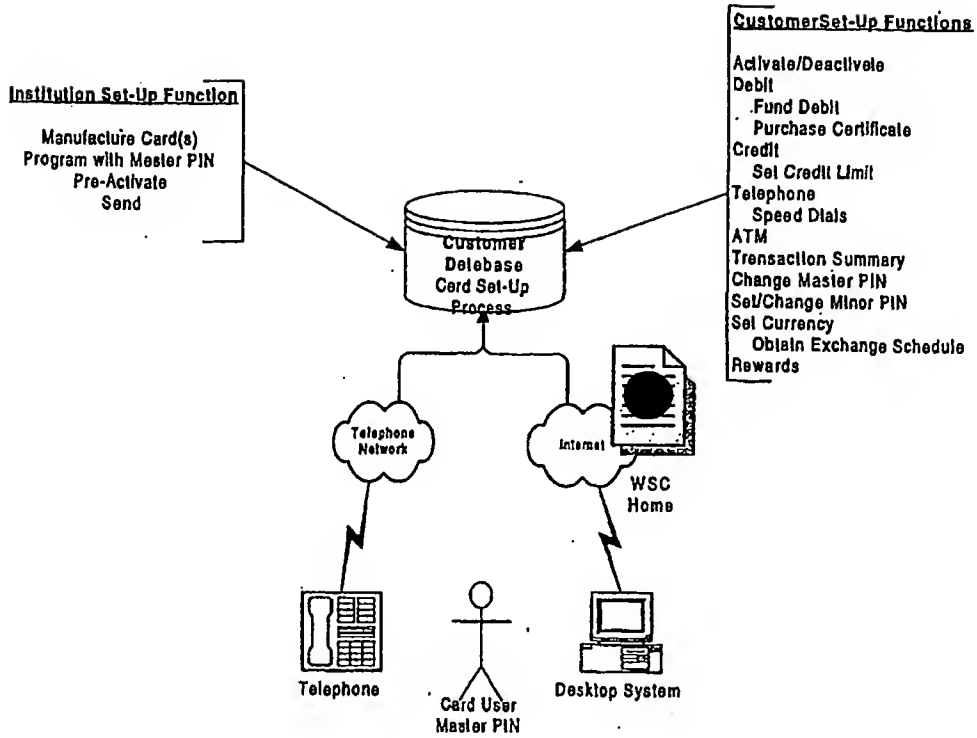 Institution Set-Up Function
Manufacture Card(s)
Program with Master PIN
Pre-Activate
Send
CustomerSet-Up Functions
Activate/Deactivate
Debit
Fund Debit
Purchase Certificate
Credit
Set Credit Limit
Telephone
Speed Dials
ATM
Transaction Summary
Change Master PIN
Set/Change Minor PIN
Set Currency
Obtain Exchange Schedule
Rewards
Customer
Database
Card Set-Up
Process
Telephone
Network
Internet
WSC
Home
Telephone
Card User
Master PIN
Desktop System